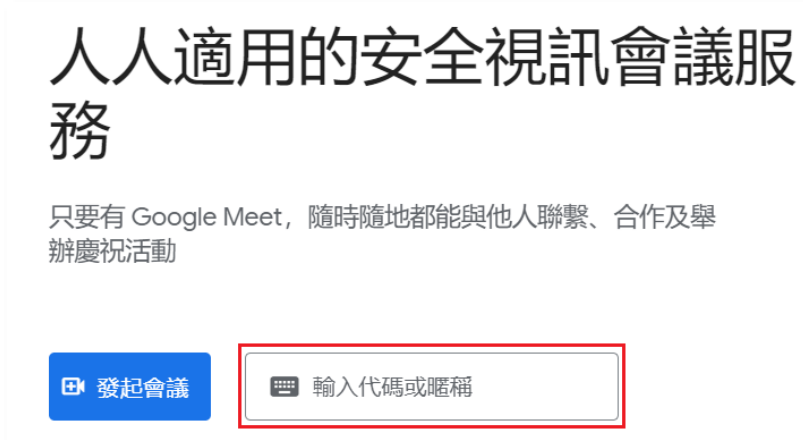 人人適用的安全視訊會議服
務
只要有 Google Meet，隨時隨地都能與他人聯繫、合作及舉
辦慶祝活動
發起會議
輸入代碼或暱稱